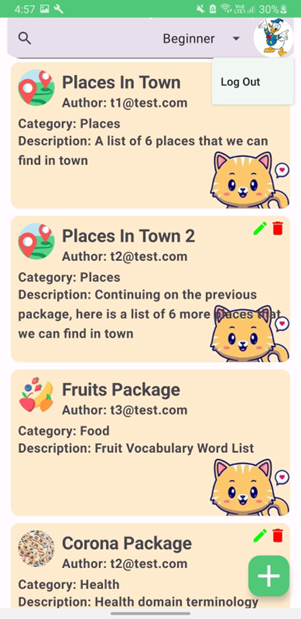 4:57
30%
Beginner
Log Out
Places In Town
Author: t1@test.com
Category: Places
Description: A list of 6 places that we can
find in town
Places In Town 2
Author: t2@test.com
Category: Places
Description: Continuing on the previous
package, here is a list of 6 more places that
we can find in town
Fruits Package
Author: t3@test.com
Category: Food
Description: Fruit Vocabulary Word List
Corona Package
Author: t2@test.com
Category: Health
Description: Health domain terminology